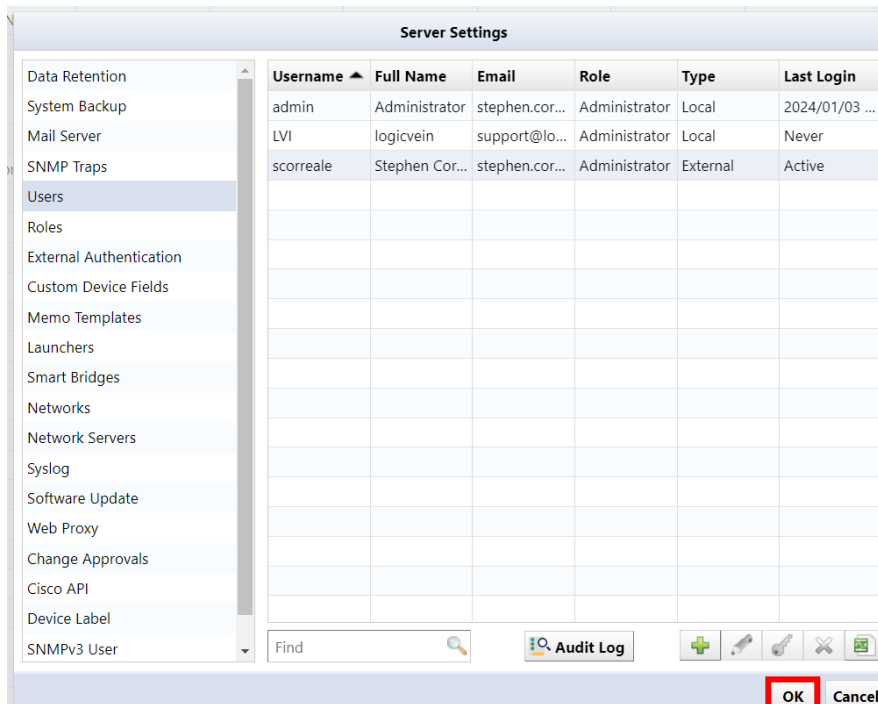 Server Settings
Data Retention
System Backup
Mail Server
SNMP Traps
Users
Roles
External Authentication
Custom Device Fields
Memo Templates
Launchers
Smart Bridges
Networks
Network Servers
Syslog
Software Update
Web Proxy
Change Approvals
Cisco API
Device Label
SNMPv3 User
Username Full Name Email Role Type Last Login
admin Administrator stephen.cor... Administrator Local 2024/01/03 ...
LVI logicvein support@lo... Administrator Local Never
scorreale Stephen Cor... stephen.cor... Administrator External Active
Find Audit Log
OK Cancel